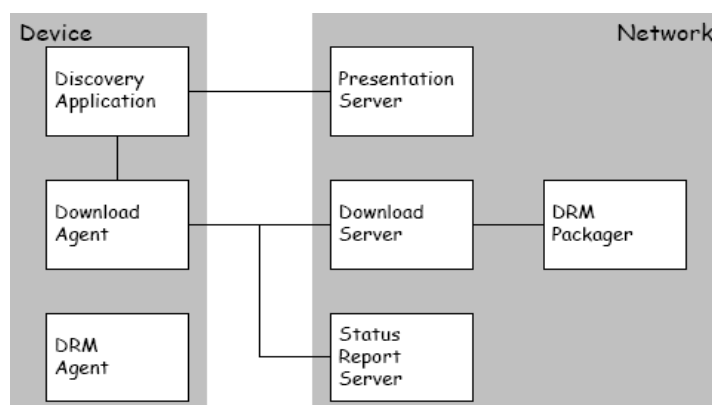 Device
Network
Discovery
Application
Presentation
Server
Download
Agent
Download
Server
DRM
Packager
DRM
Agent
Status
Report
Server